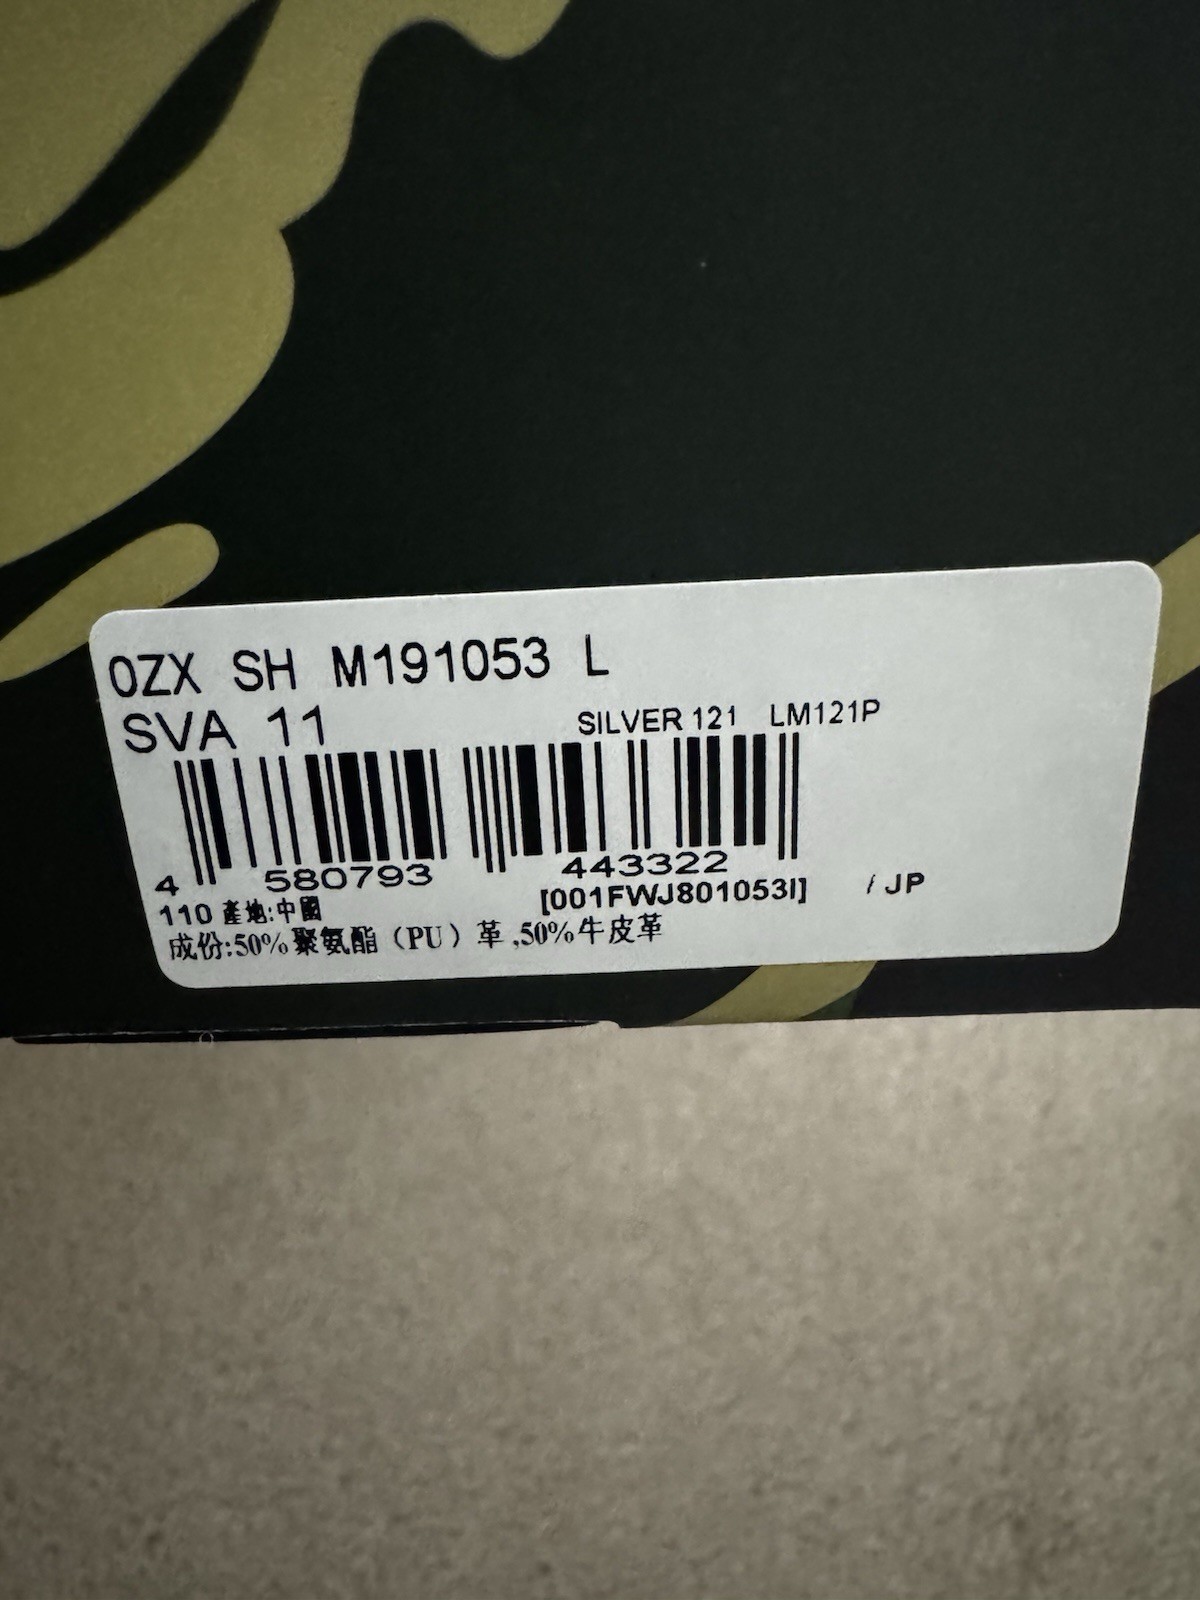 0ZX SH M191053 L
SVA 11
SILVER 121 LM121P
4 580793 443322
[001FWJ801053I] / JP
110 產地:中國
成份:50% 聚氨酯（PU）革 ,50%牛皮革